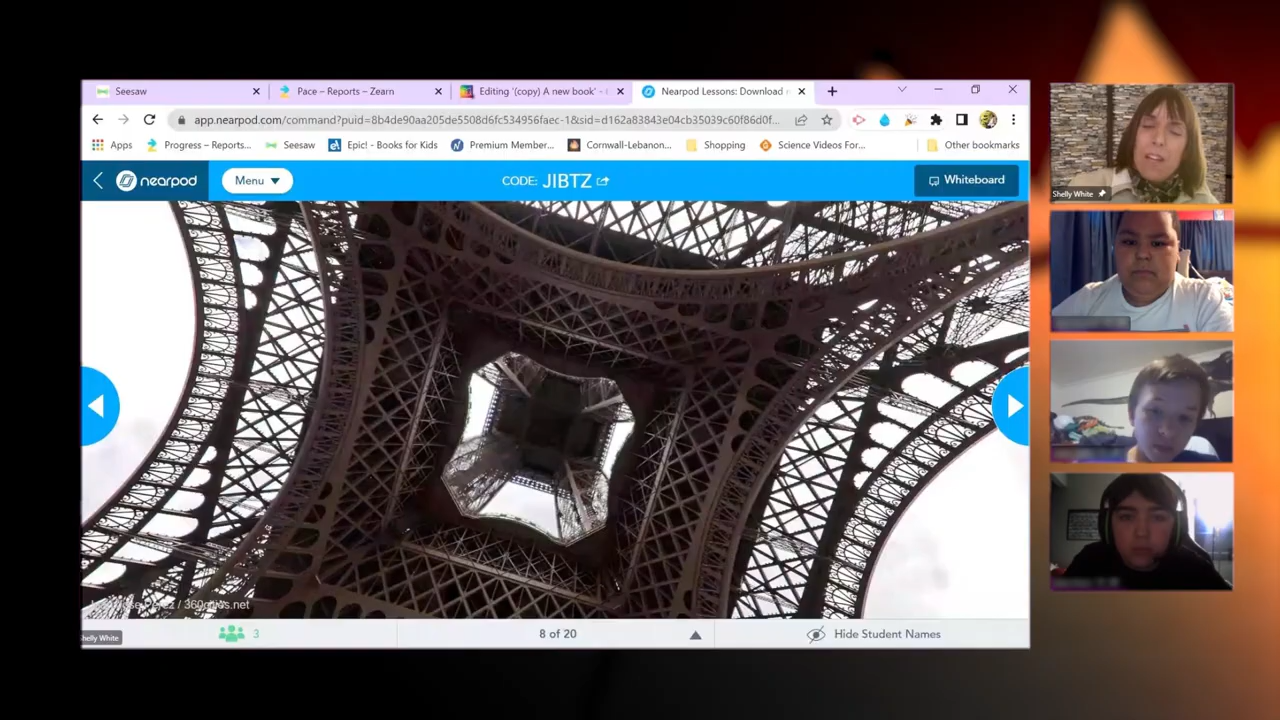 Seesaw
Pace – Reports – Zearn
Editing '(copy) A new book' -
Nearpod Lessons: Download
app.nearpod.com/command?puid=8b4de90aa205de5508d6fc534956faec-1&sid=d162a83843e04cb35039c60f86d0f...
Apps
Progress – Reports...
Seesaw
Epic! - Books for Kids
Premium Member...
Cornwall-Lebanon...
Shopping
Science Videos For...
Other bookmarks
nearpod
Menu
CODE: JIBTZ
Whiteboard
/ 360cities.net
Shelly White
3
8 of 20
Hide Student Names
Shelly White